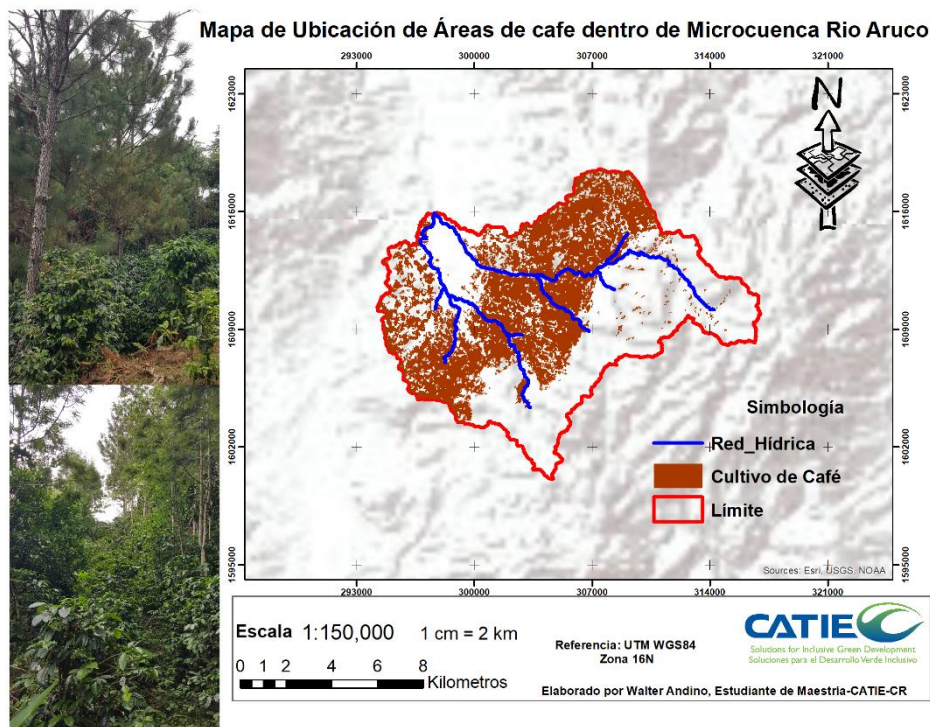 Mapa de Ubicación de Áreas de cafe dentro de Microcuenca Rio Aruco
293000 300000 307000 314000 321000
1623000 1623000
1616000 1616000
1609000 1609000
1602000 1602000
1595000 1595000
N
Simbología
Red_Hídrica
Cultivo de Café
Límite
Sources: Esri, USGS, NOAA
293000 300000 307000 314000 321000
Escala 1:150,000 1 cm = 2 km
0 1 2 4 6 8
Kilometros
Referencia: UTM WGS84
Zona 16N
CATIE
Solutions for Inclusive Green Development
Soluciones para el Desarrollo Verde Inclusivo
Elaborado por Walter Andino, Estudiante de Maestria-CATIE-CR